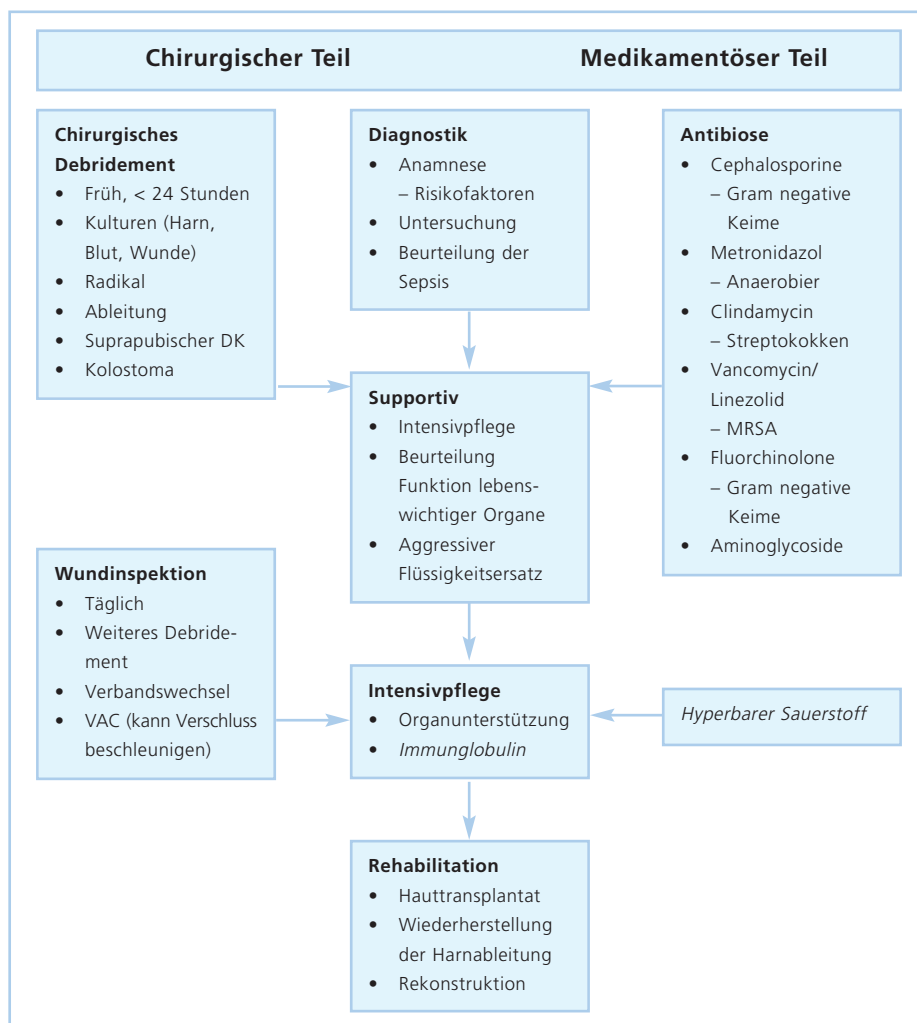 Chirurgischer Teil
Medikamentöser Teil
Chirurgisches
Debridement
• Früh, < 24 Stunden
• Kulturen (Harn,
Blut, Wunde)
• Radikal
• Ableitung
• Suprapubischer DK
• Kolostoma
Diagnostik
• Anamnese
– Risikofaktoren
• Untersuchung
• Beurteilung der
Sepsis
Antibiose
• Cephalosporine
– Gram negative
Keime
• Metronidazol
– Anaerobier
• Clindamycin
– Streptokokken
• Vancomycin/
Linezolid
– MRSA
• Fluorchinolone
– Gram negative
Keime
• Aminoglycoside
Supportiv
• Intensivpflege
• Beurteilung
Funktion lebens-
wichtiger Organe
• Aggressiver
Flüssigkeitsersatz
Wundinspektion
• Täglich
• Weiteres Debride-
ment
• Verbandswechsel
• VAC (kann Verschluss
beschleunigen)
Intensivpflege
• Organunterstützung
• Immunglobulin
Hyperbarer Sauerstoff
Rehabilitation
• Hauttransplantat
• Wiederherstellung
der Harnableitung
• Rekonstruktion